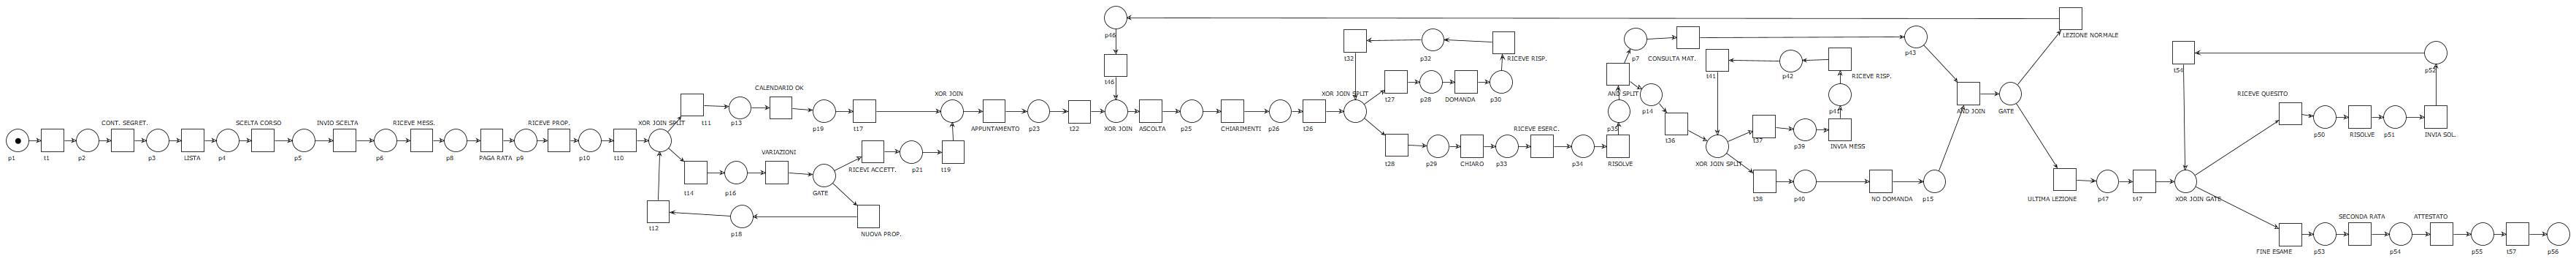 p1
t1
p2
CONT. SEGRET.
p3
LISTA
p4
SCELTA CORSO
p5
INVIO SCELTA
p6
RICEVE MESS.
p8
PAGA RATA
p9
RICEVE PROP.
p10
t10
XOR JOIN SPLIT
t11
p13
CALENDARIO OK
p19
t17
t14
p16
VARIAZIONI
GATE
RICEVI ACCETT.
p21
t19
NUOVA PROP.
p18
t12
XOR JOIN
APPUNTAMENTO
p23
t22
p46
t46
XOR JOIN
ASCOLTA
p25
CHIARIMENTI
p26
t26
XOR JOIN SPLIT
t32
p32
RICEVE RISP.
t27
p28
DOMANDA
p30
t28
p29
CHIARO
p33
RICEVE ESERC.
p34
RISOLVE
p35
AND SPLIT
p7
CONSULTA MAT.
p43
p14
t36
t41
p42
RICEVE RISP.
p41
XOR JOIN SPLIT
t37
p39
INVIA MESS
t38
p40
NO DOMANDA
p15
AND JOIN
GATE
LEZIONE NORMALE
ULTIMA LEZIONE
p47
t47
XOR JOIN GATE
t54
p52
RICEVE QUESITO
p50
RISOLVE
p51
INVIA SOL.
FINE ESAME
p53
SECONDA RATA
p54
ATTESTATO
p55
t57
p56